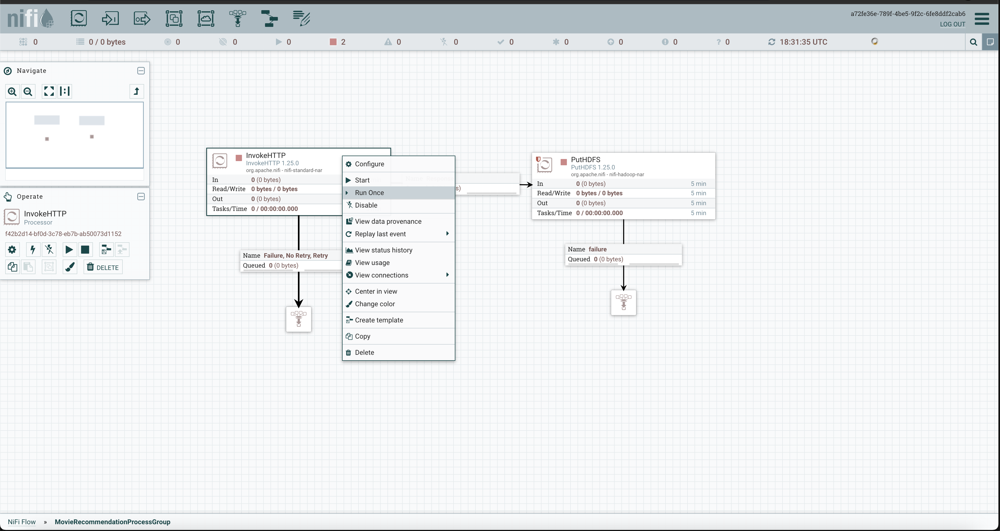 nifi
a72fe36e-789f-4be5-9f2c-6fe8ddf2cab6
LOG OUT
0
0 / 0 bytes
0
0
0
2
0
0
0
0
0
0
? 0
18:31:35 UTC
Navigate
Operate
InvokeHTTP
Processor
f42b2d14-bf0d-3c78-eb7b-ab50073d1152
DELETE
InvokeHTTP
InvokeHTTP 1.25.0
org.apache.nifi - nifi-standard-nar
In 0 (0 bytes)
Read/Write 0 bytes / 0 bytes
Out 0 (0 bytes)
Tasks/Time 0 / 00:00:00.000
Name Failure, No Retry, Retry
Queued 0 (0 bytes)
Configure
Start
Run Once
Disable
View data provenance
Replay last event
View status history
View usage
View connections
Center in view
Change color
Create template
Copy
Delete
Name Response
s)
PutHDFS
PutHDFS 1.25.0
org.apache.nifi - nifi-hadoop-nar
In 0 (0 bytes) 5 min
Read/Write 0 bytes / 0 bytes 5 min
Out 0 (0 bytes) 5 min
Tasks/Time 0 / 00:00:00.000 5 min
Name failure
Queued 0 (0 bytes)
NiFi Flow » MovieRecommendationProcessGroup